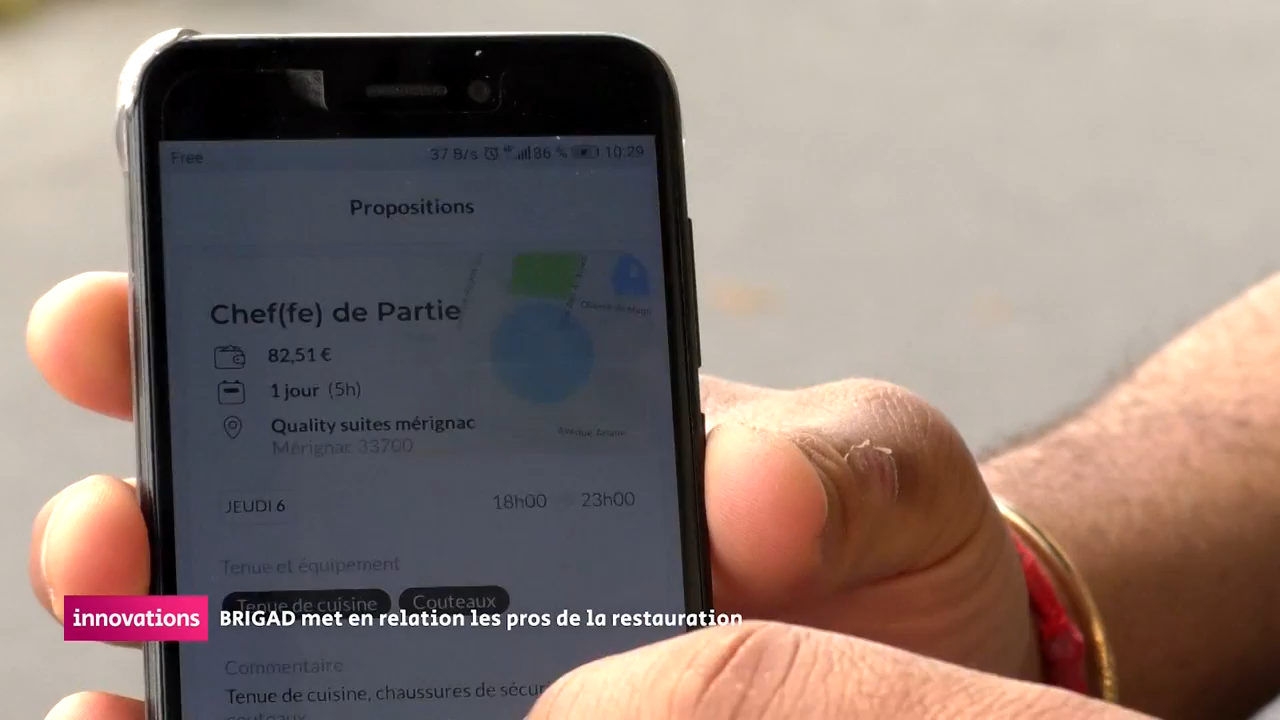 Free 37 B/s 86 % 10:29
Propositions
Chef(fe) de Partie
82,51 €
1 jour (5h)
Quality suites mérignac
Mérignac 33700
JEUDI 6 18h00 23h00
Tenue et équipement
Tenue de cuisine Couteaux
innovations BRIGAD met en relation les pros de la restauration
Commentaire
Tenue de cuisine, chaussures de sécuri
couteaux